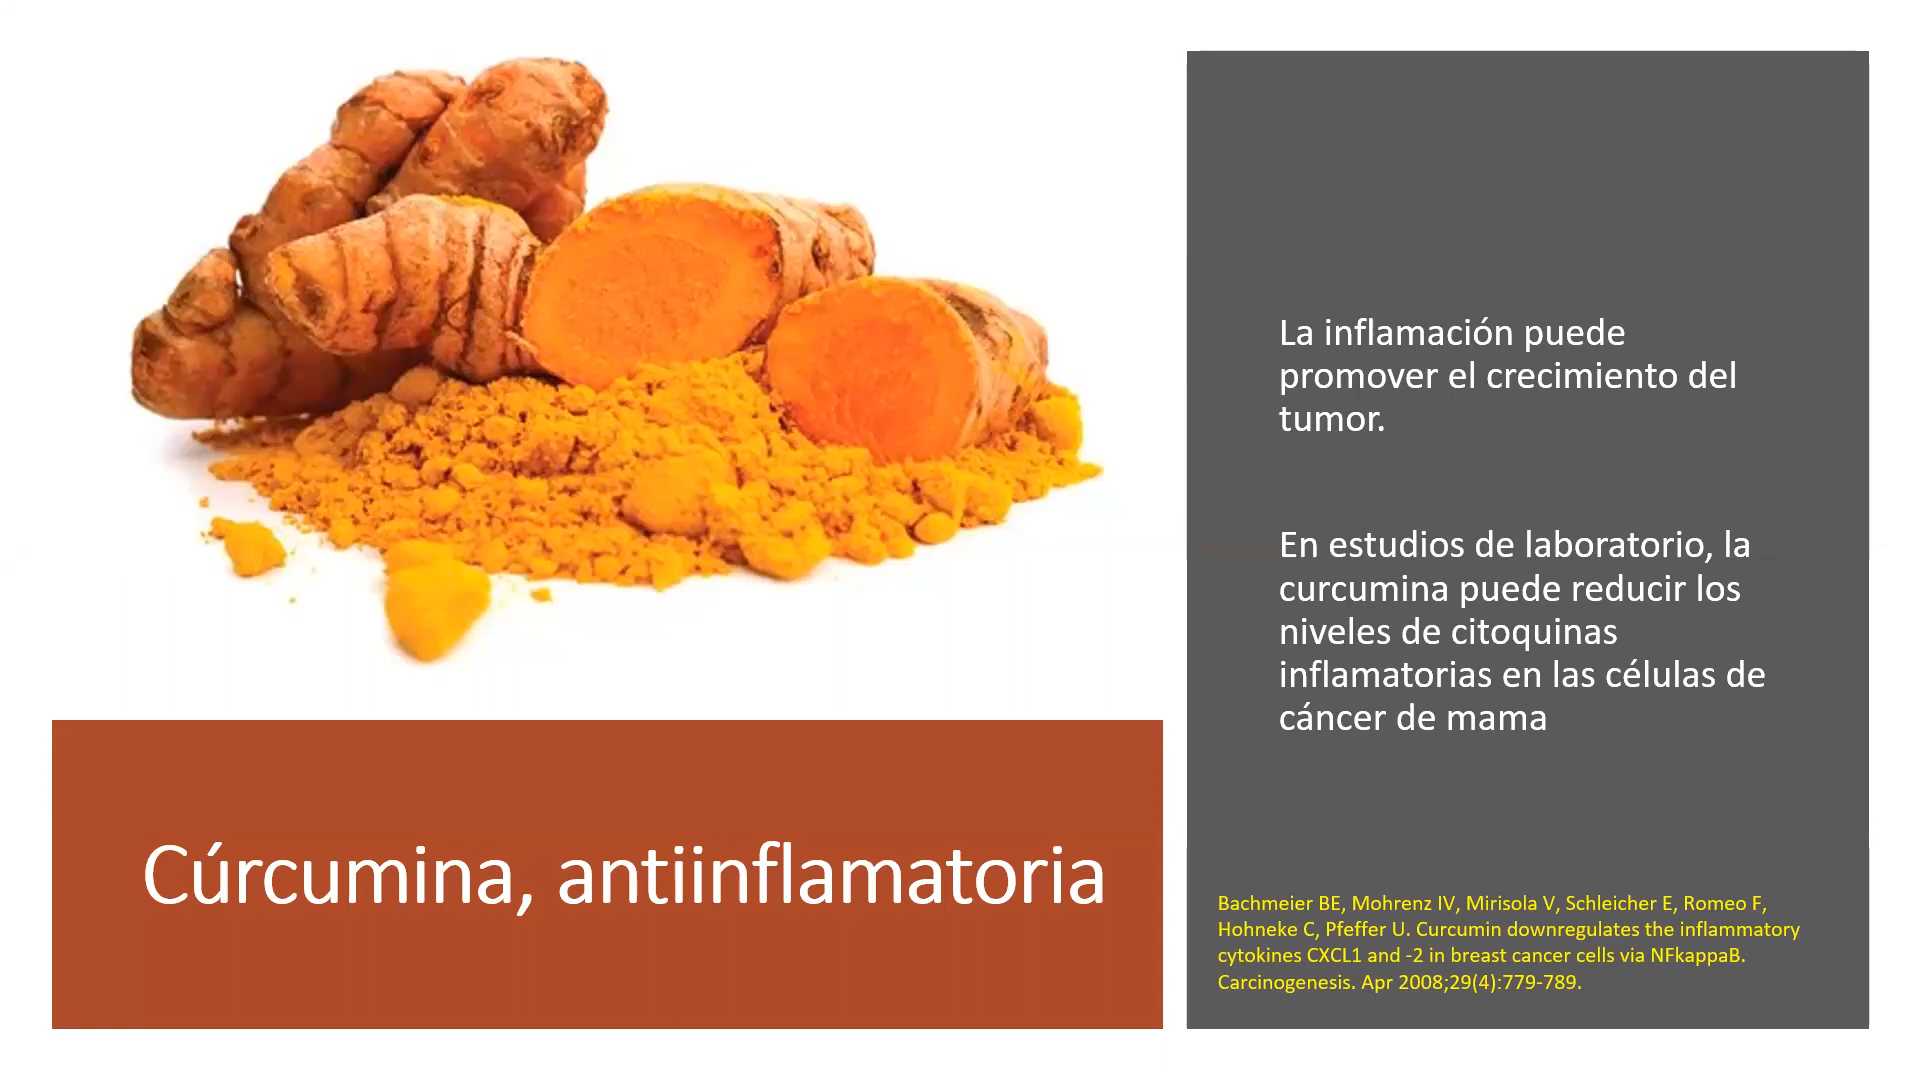 La inflamación puede
promover el crecimiento del
tumor.
En estudios de laboratorio, la
curcumina puede reducir los
niveles de citoquinas
inflamatorias en las células de
cáncer de mama
Cúrcumina, antiinflamatoria
Bachmeier BE, Mohrenz IV, Mirisola V, Schleicher E, Romeo F,
Hohneke C, Pfeffer U. Curcumin downregulates the inflammatory
cytokines CXCL1 and -2 in breast cancer cells via NFkappaB.
Carcinogenesis. Apr 2008;29(4):779-789.